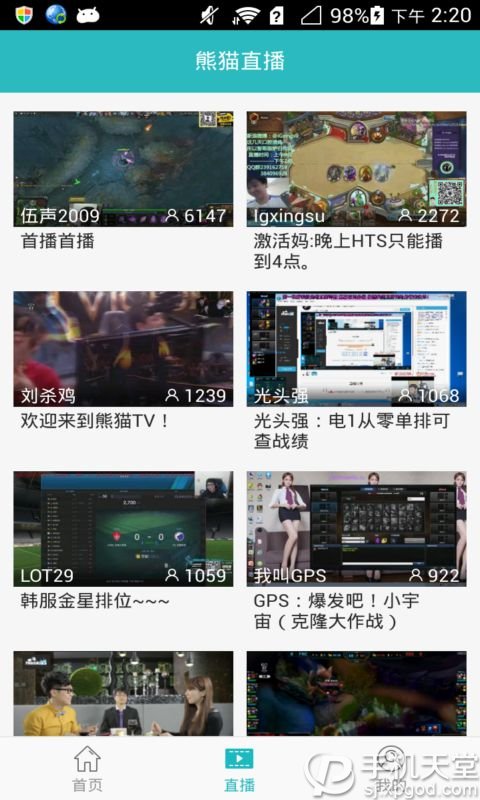 98% 下午 2:20
熊猫直播
伍声2009 6147
首播首播
lgxingsu 2272
激活妈:晚上HTS只能播
到4点。
刘杀鸡 1239
欢迎来到熊猫TV！
光头强 1068
光头强：电1从零单排可
查战绩
LOT29 1059
韩服金星排位~~~
我叫GPS 922
GPS：爆发吧！小宇
宙（克隆大作战）
首页
直播
我的
手机天堂
sj.xpgod.com